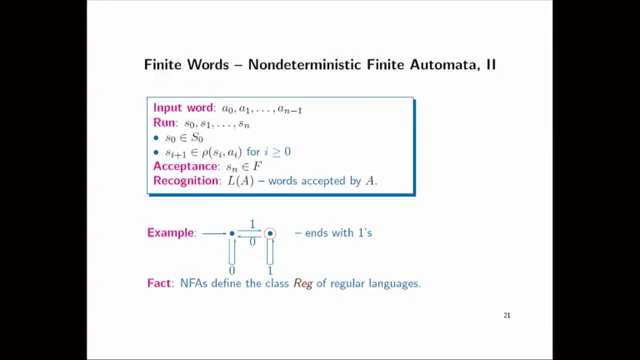 Finite Words – Nondeterministic Finite Automata, II
Input word: a₀, a₁, . . . , aₙ₋₁
Run: s₀, s₁, . . . , sₙ
• s₀ ∈ S₀
• sᵢ₊₁ ∈ ρ(sᵢ, aᵢ) for i ≥ 0
Acceptance: sₙ ∈ F
Recognition: L(A) – words accepted by A.
1
Example: – ends with 1's
0
0 1
Fact: NFAs define the class Reg of regular languages.
21